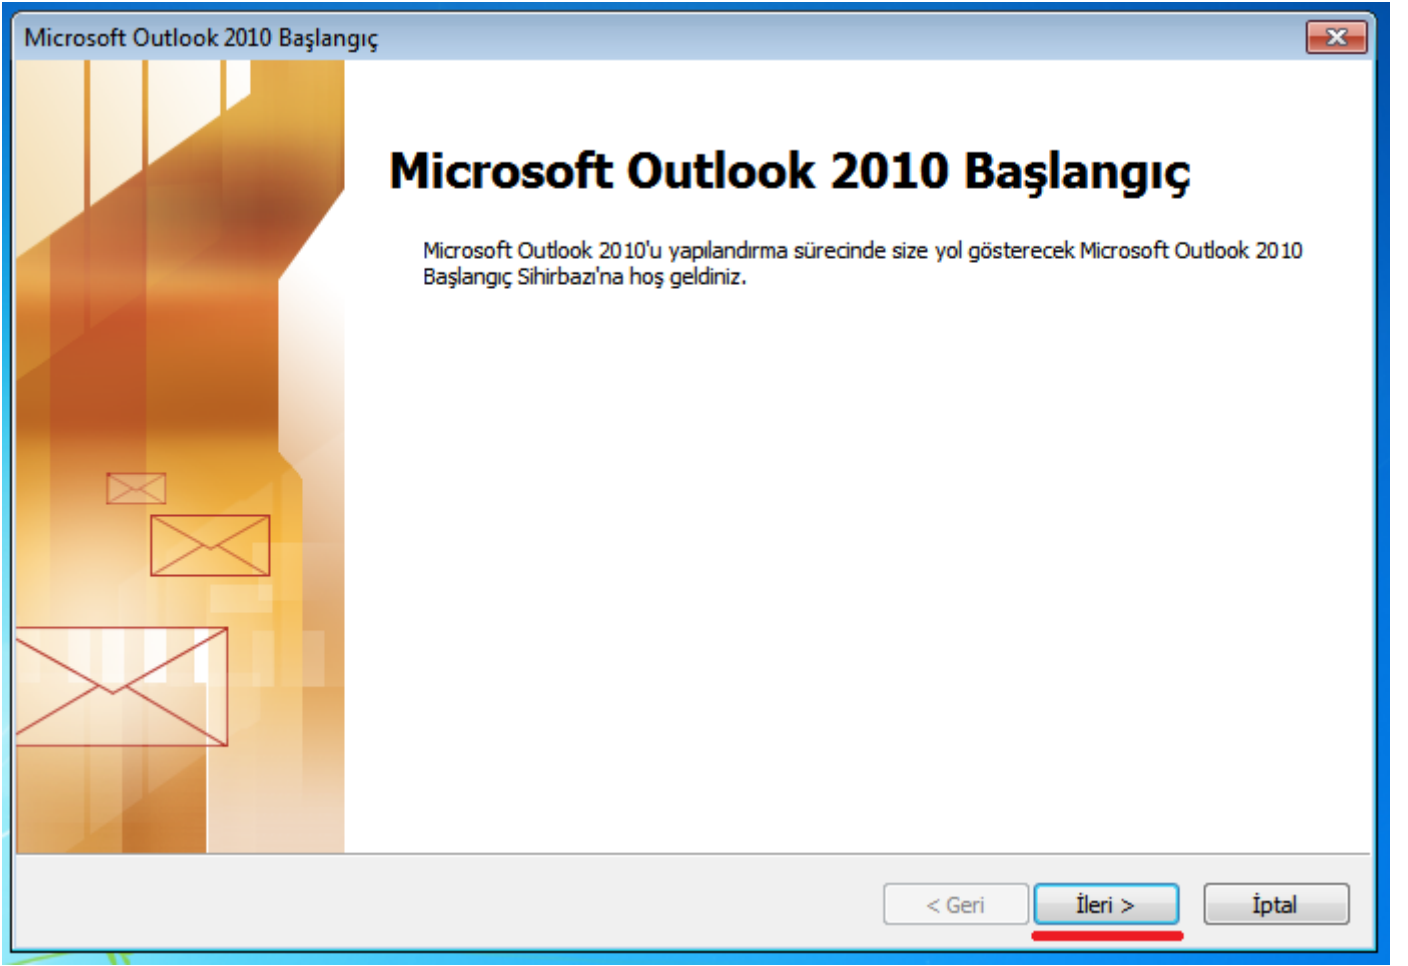 Microsoft Outlook 2010 Başlangıç
Microsoft Outlook 2010 Başlangıç
Microsoft Outlook 2010'u yapılandırma sürecinde size yol gösterecek Microsoft Outlook 2010
Başlangıç Sihirbazı'na hoş geldiniz.
< Geri
İleri >
İptal